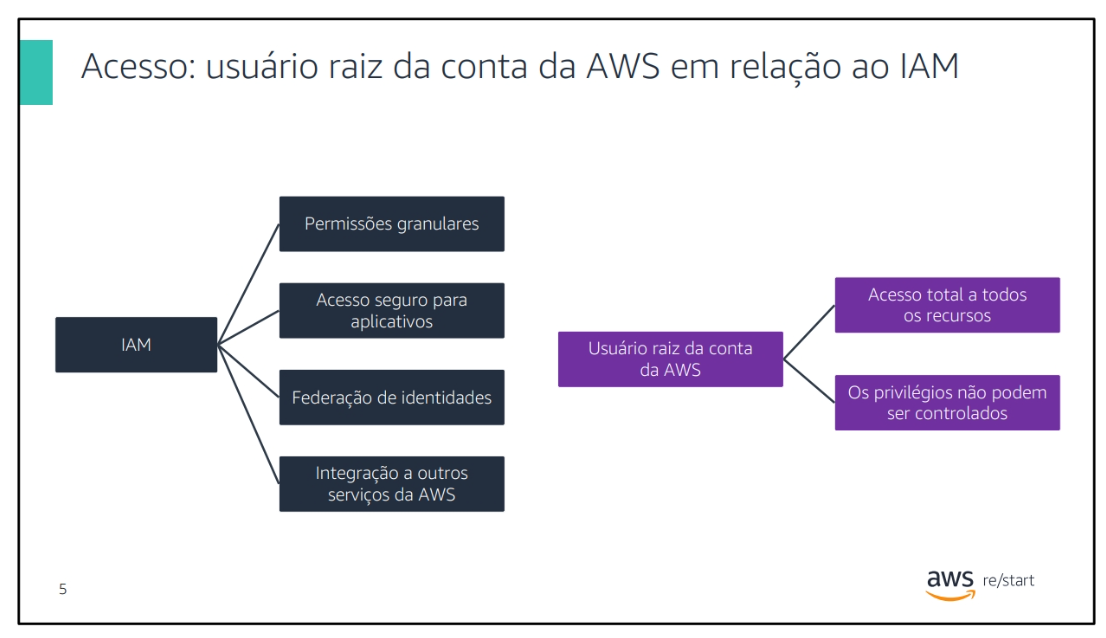 Acesso: usuário raiz da conta da AWS em relação ao IAM
IAM
Permissões granulares
Acesso seguro para
aplicativos
Federação de identidades
Integração a outros
serviços da AWS
Usuário raiz da conta
da AWS
Acesso total a todos
os recursos
Os privilégios não podem
ser controlados
5
aws re/start